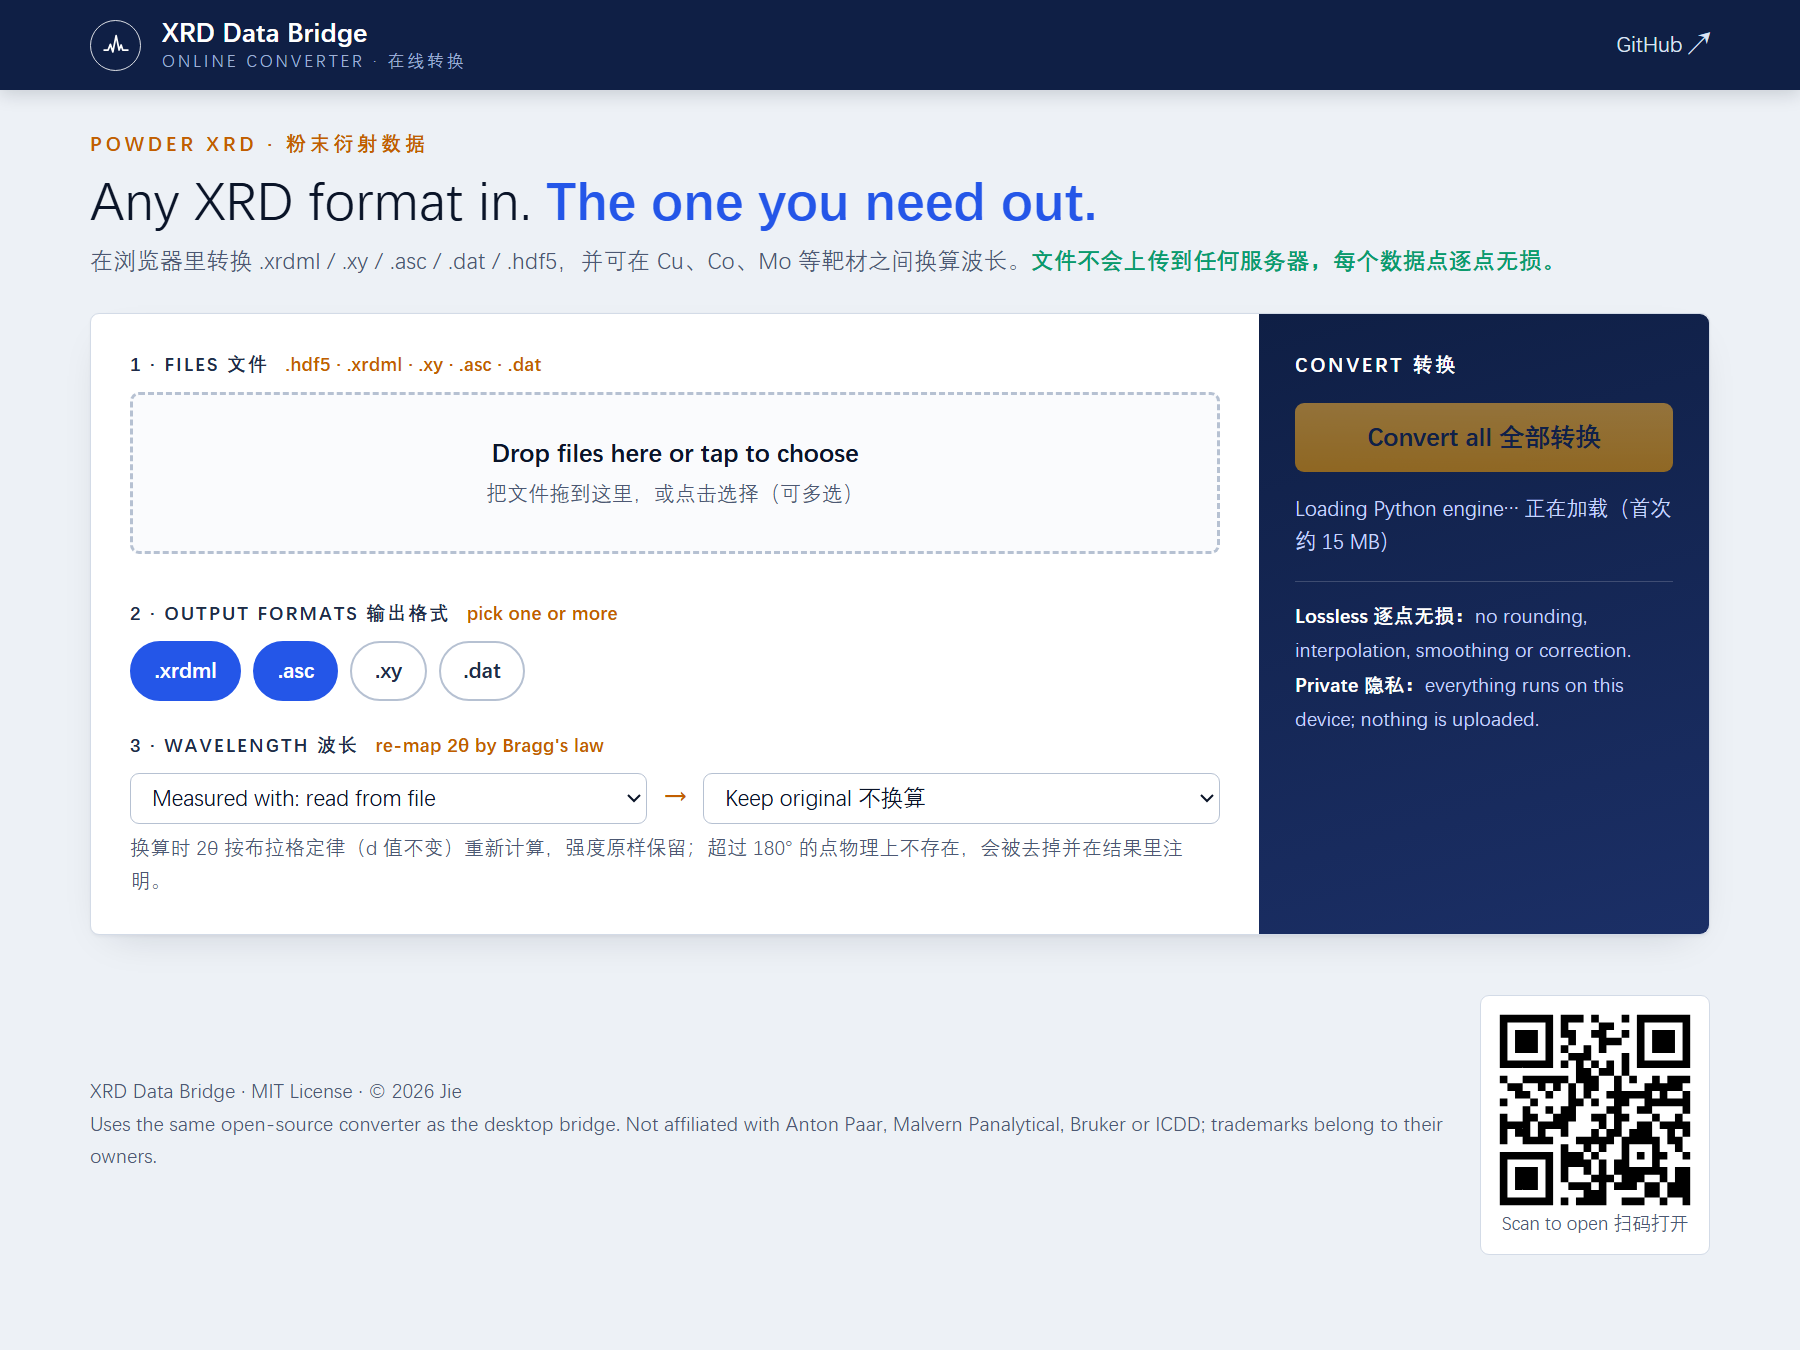 XRD Data Bridge
ONLINE CONVERTER · 在线转换
GitHub ↗
POWDER XRD · 粉末衍射数据
Any XRD format in. The one you need out.
在浏览器里转换 .xrdml / .xy / .asc / .dat / .hdf5，并可在 Cu、Co、Mo 等靶材之间换算波长。文件不会上传到任何服务器，每个数据点逐点无损。
1 · FILES 文件 .hdf5 · .xrdml · .xy · .asc · .dat
Drop files here or tap to choose
把文件拖到这里，或点击选择（可多选）
2 · OUTPUT FORMATS 输出格式 pick one or more
.xrdml .asc .xy .dat
3 · WAVELENGTH 波长 re-map 2θ by Bragg's law
Measured with: read from file → Keep original 不换算
换算时 2θ 按布拉格定律（d 值不变）重新计算，强度原样保留；超过 180° 的点物理上不存在，会被去掉并在结果里注
明。
CONVERT 转换
Convert all 全部转换
Loading Python engine… 正在加载（首次
约 15 MB）
Lossless 逐点无损：no rounding,
interpolation, smoothing or correction.
Private 隐私：everything runs on this
device; nothing is uploaded.
XRD Data Bridge · MIT License · © 2026 Jie
Uses the same open-source converter as the desktop bridge. Not affiliated with Anton Paar, Malvern Panalytical, Bruker or ICDD; trademarks belong to their
owners.
Scan to open 扫码打开